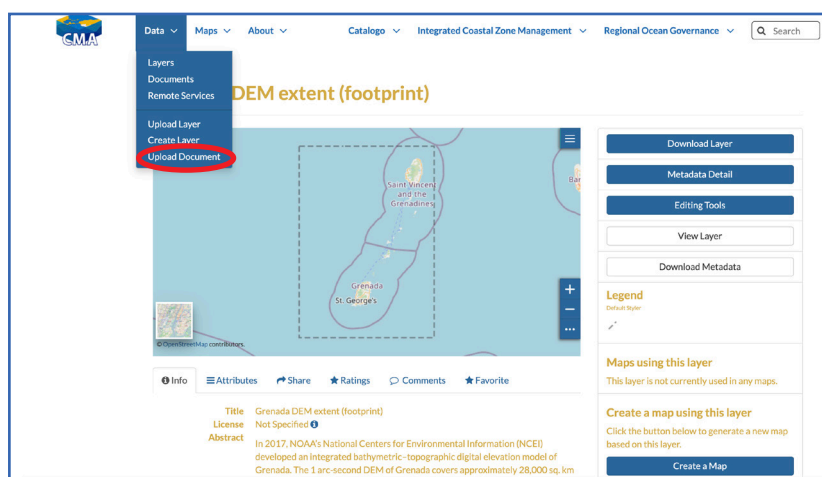 CMA
Data Maps About Catalogo Integrated Coastal Zone Management Regional Ocean Governance Search
Layers
Documents
Remote Services
Upload Layer
Create Layer
Upload Document
DEM extent (footprint)
Saint Vincent
and the
Grenadines
Bar
Grenada
St. George's
+
−
...
© OpenStreetMap contributors.
Download Layer
Metadata Detail
Editing Tools
View Layer
Download Metadata
Legend
Maps using this layer
This layer is not currently used in any maps.
Create a map using this layer
Click the button below to generate a new map
based on this layer.
Create a Map
Info Attributes Share Ratings Comments Favorite
Title Grenada DEM extent (footprint)
License Not Specified
Abstract In 2017, NOAA's National Centers for Environmental Information (NCEI)
developed an integrated bathymetric–topographic digital elevation model of
Grenada. The 1 arc-second DEM of Grenada covers approximately 28,000 sq. km